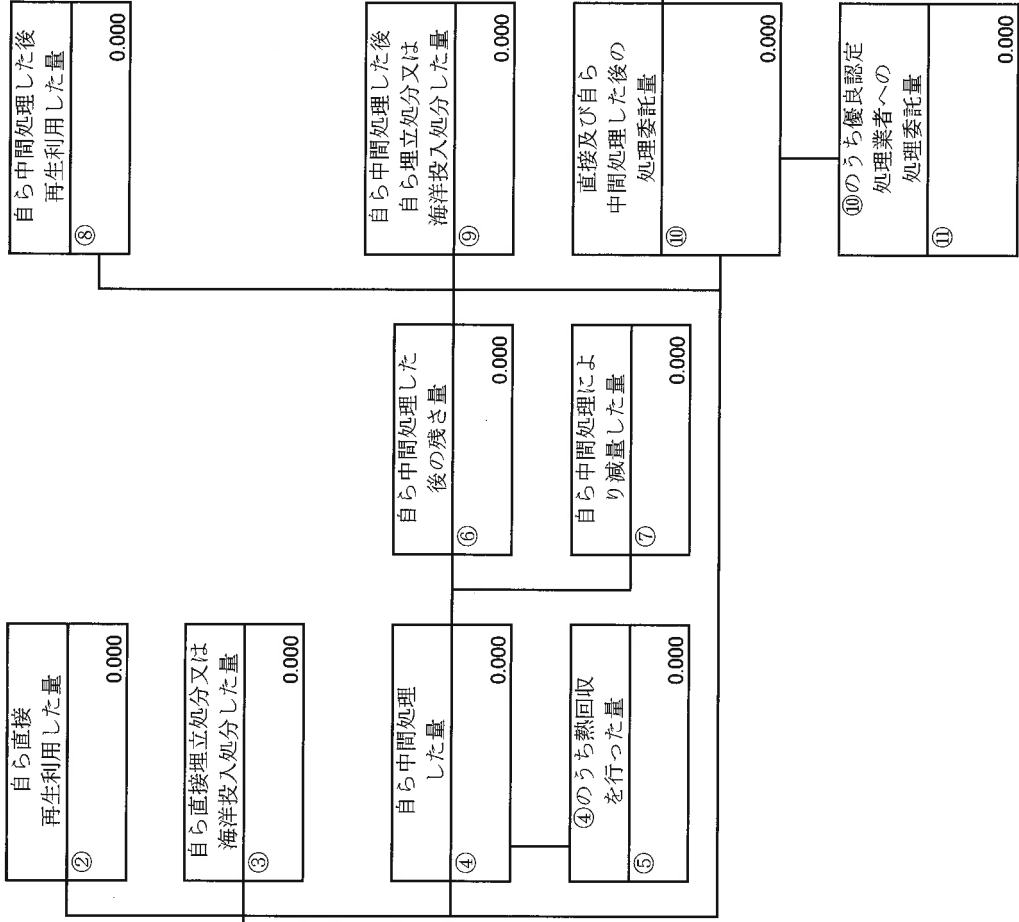 自ら直接
再生利用した量
②
0.000
自ら直接埋立処分又は
海洋投入処分した量
③
0.000
自ら中間処理
した量
④
0.000
④のうち熱回収
を行った量
⑤
0.000
自ら中間処理した
後の残さ量
⑥
0.000
自ら中間処理によ
り減量した量
⑦
0.000
自ら中間処理した後
再生利用した量
⑧
0.000
自ら中間処理した後
自ら埋立処分又は
海洋投入処分した量
⑨
0.000
直接及び自ら
中間処理した後の
処理委託量
⑩
0.000
⑩のうち優良認定
処理業者への
処理委託量
⑪
0.000